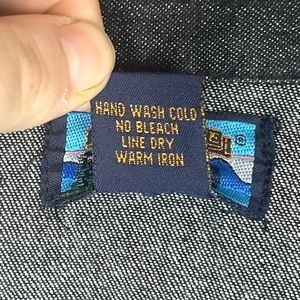 HAND WASH COLD
NO BLEACH
LINE DRY
WARM IRON
®